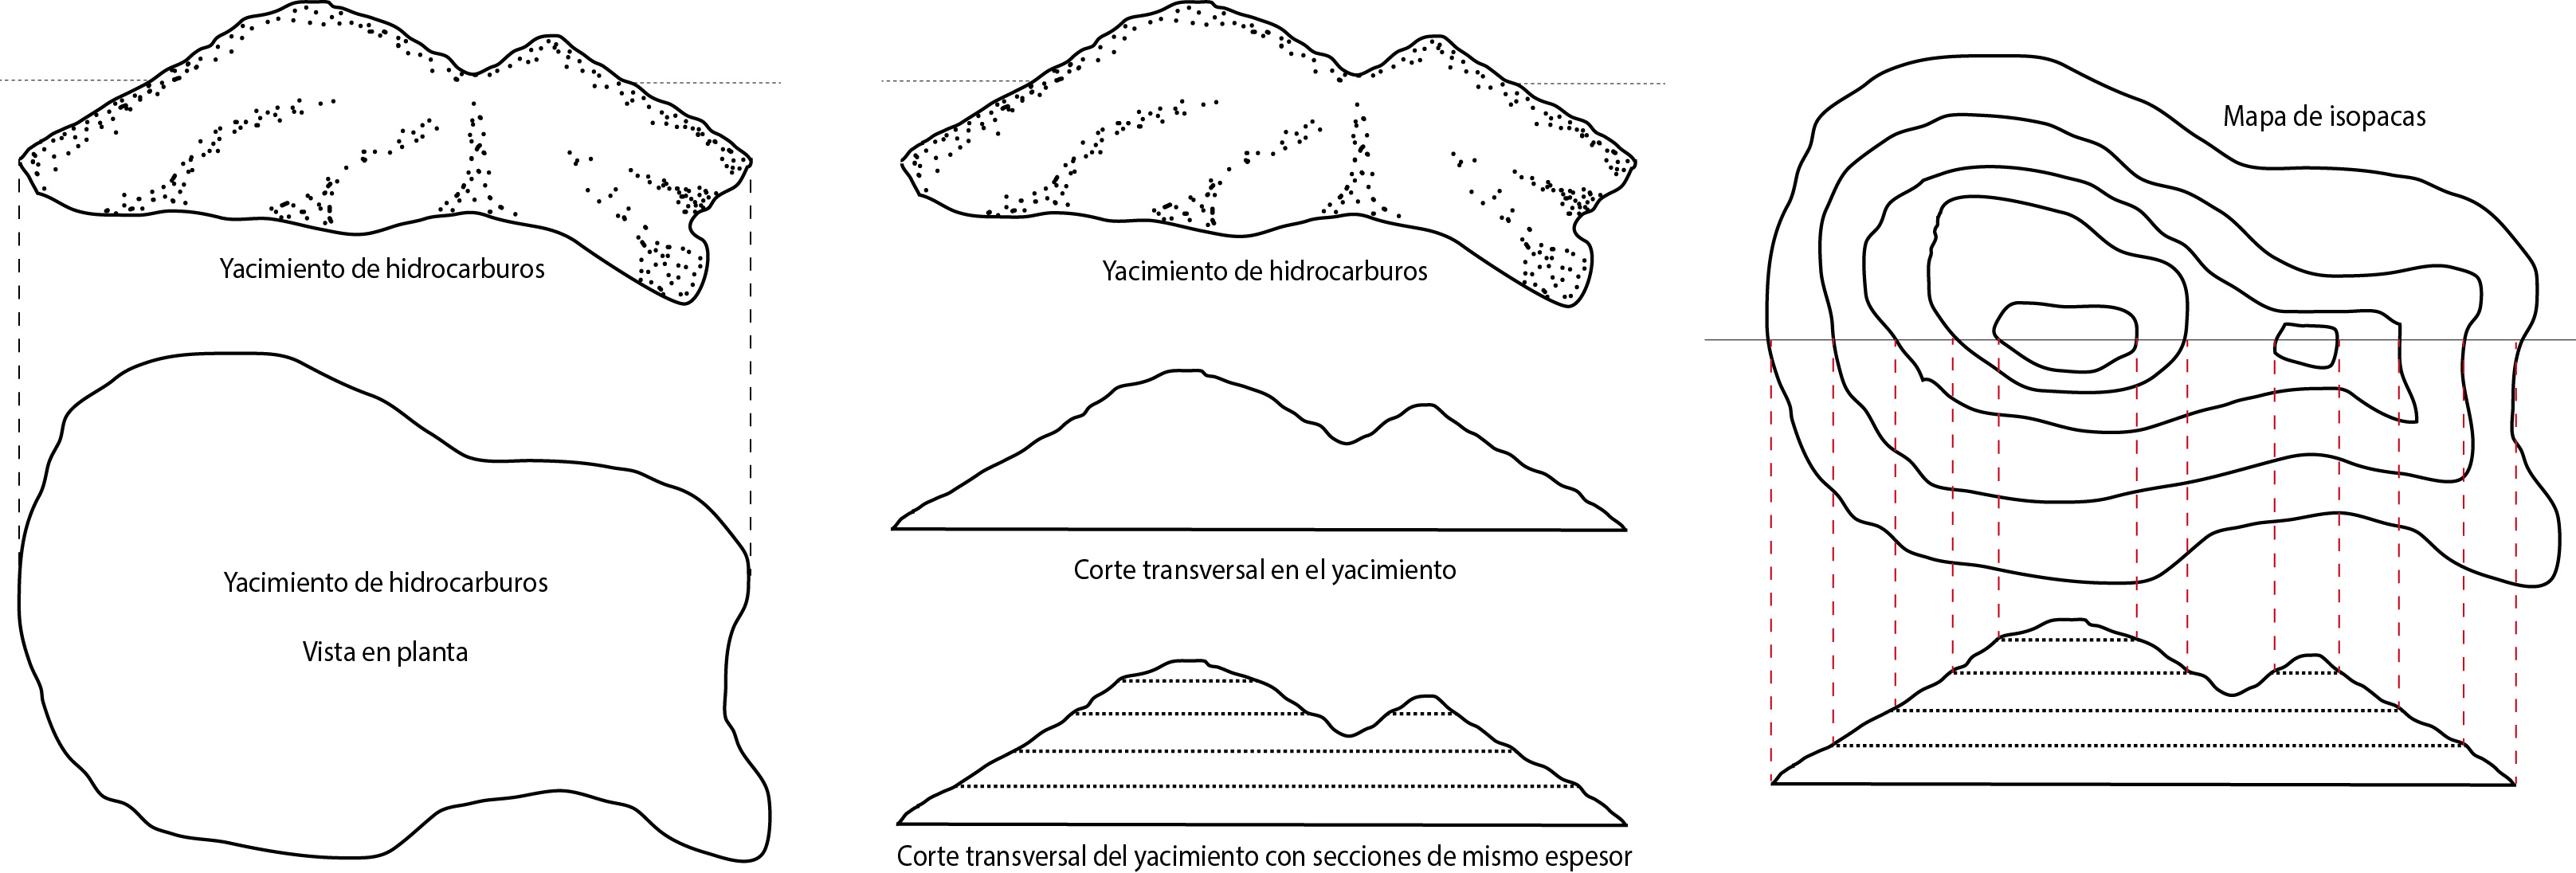 Yacimiento de hidrocarburos
Yacimiento de hidrocarburos
Vista en planta
Yacimiento de hidrocarburos
Corte transversal en el yacimiento
Corte transversal del yacimiento con secciones de mismo espesor
Mapa de isopacas